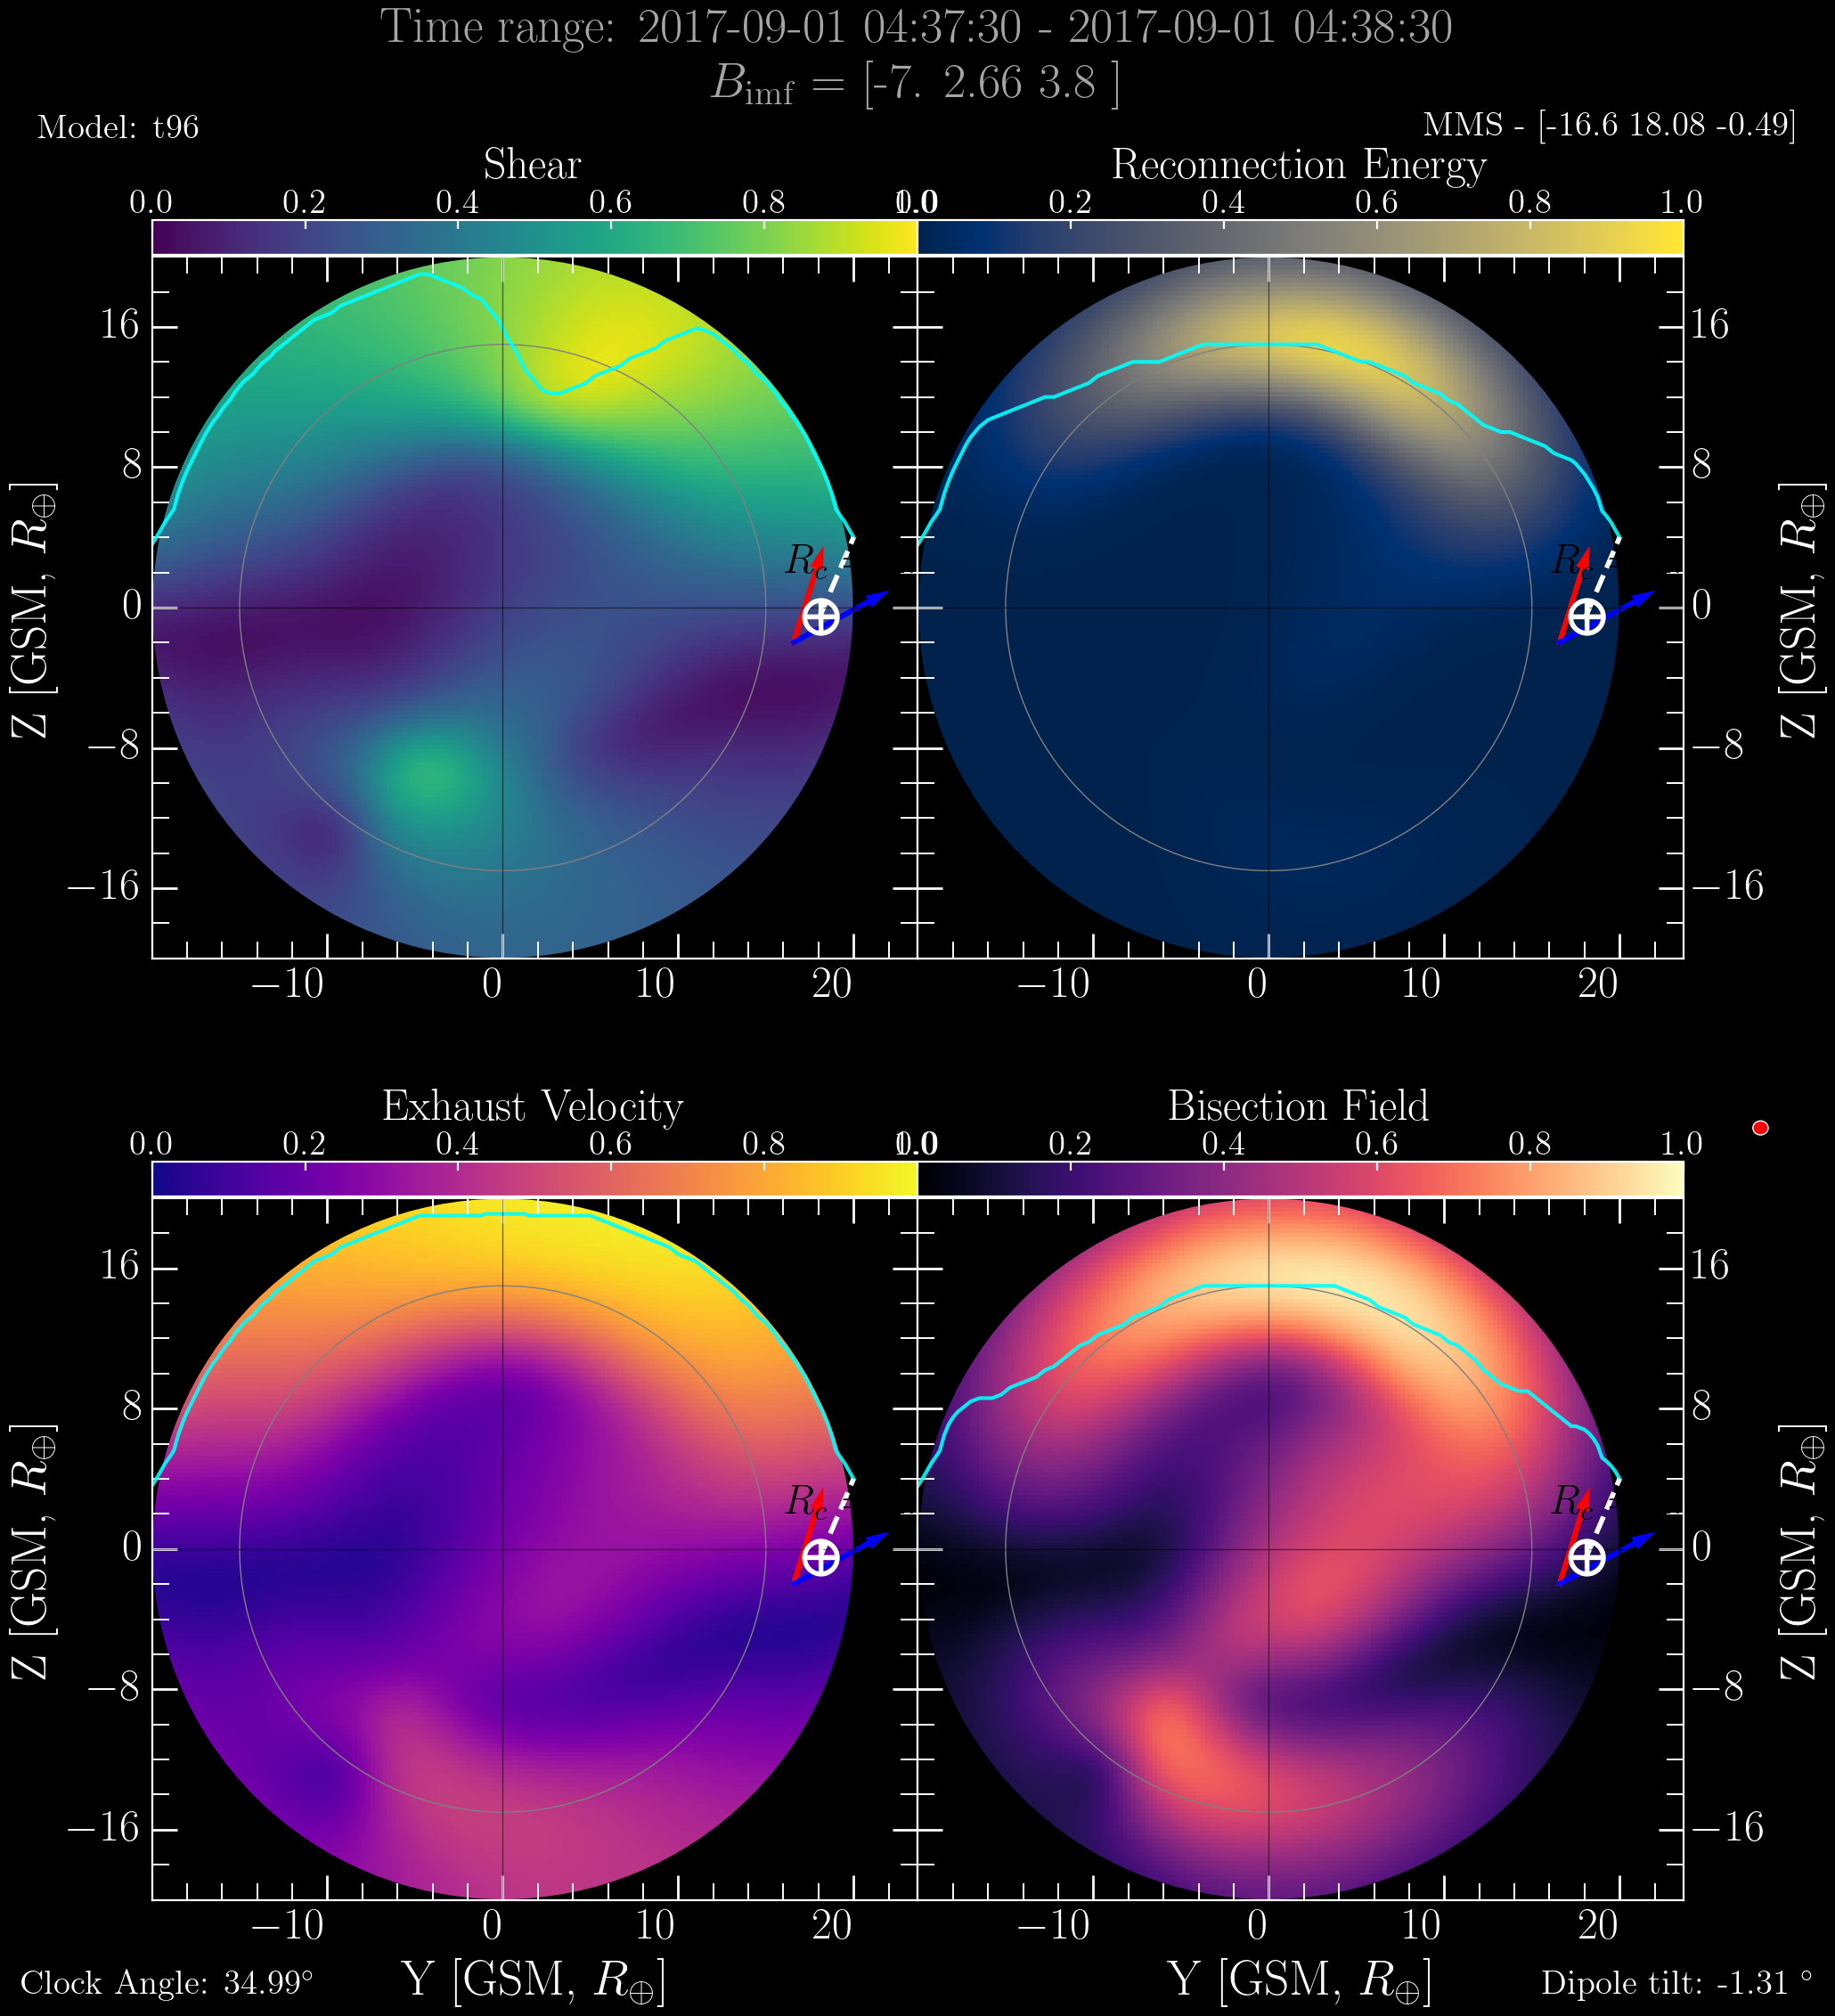 Time range: 2017-09-01 04:37:30 - 2017-09-01 04:38:30
B_imf = [-7. 2.66 3.8 ]
Model: t96
MMS - [-16.6 18.08 -0.49]
Shear
Reconnection Energy
0.0 0.2 0.4 0.6 0.8 1.0
0.0 0.2 0.4 0.6 0.8 1.0
16
8
0
−8
−16
Z [GSM, R⊕]
R_c
−10 0 10 20
R_c
−10 0 10 20
16
8
0
−8
−16
Z [GSM, R⊕]
Exhaust Velocity
Bisection Field
0.0 0.2 0.4 0.6 0.8 1.0
0.0 0.2 0.4 0.6 0.8 1.0
16
8
0
−8
−16
Z [GSM, R⊕]
R_c
−10 0 10 20
R_c
−10 0 10 20
16
8
0
−8
−16
Z [GSM, R⊕]
Clock Angle: 34.99°
Y [GSM, R⊕]
Y [GSM, R⊕]
Dipole tilt: -1.31 °